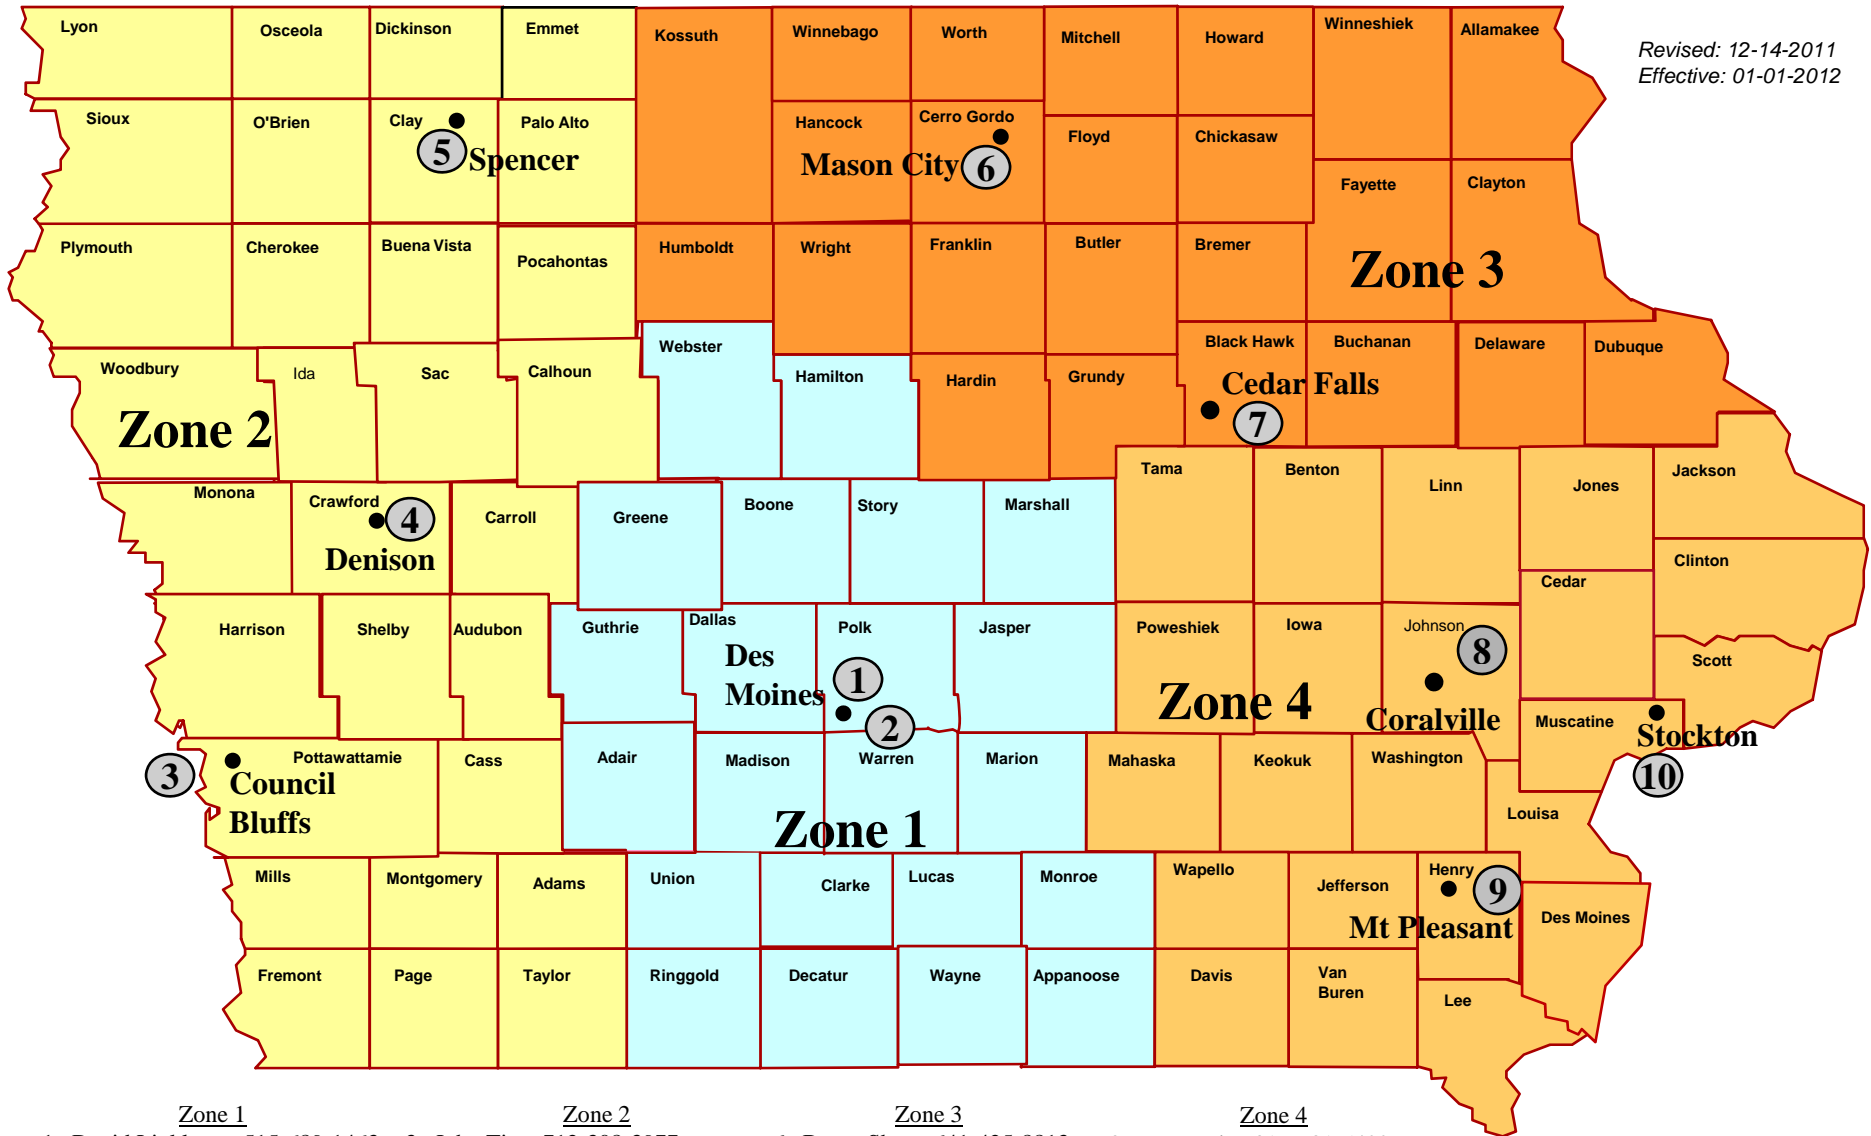 Lyon
Osceola
Dickinson
Emmet
Kossuth
Winnebago
Worth
Mitchell
Howard
Winneshiek
Allamakee
Revised: 12-14-2011
Effective: 01-01-2012
Sioux
O'Brien
Clay
Palo Alto
5
Spencer
Hancock
Cerro Gordo
Mason City
6
Floyd
Chickasaw
Fayette
Clayton
Plymouth
Cherokee
Buena Vista
Pocahontas
Humboldt
Wright
Franklin
Butler
Bremer
Zone 3
Woodbury
Ida
Sac
Calhoun
Webster
Hamilton
Hardin
Grundy
Black Hawk
Buchanan
Delaware
Dubuque
Zone 2
Cedar Falls
7
Monona
Crawford
4
Denison
Carroll
Greene
Boone
Story
Marshall
Tama
Benton
Linn
Jones
Jackson
Clinton
Cedar
Harrison
Shelby
Audubon
Guthrie
Dallas
Polk
Jasper
Poweshiek
Iowa
Johnson
8
Scott
Des
Moines
1
2
Zone 4
Coralville
Muscatine
Stockton
10
3
Pottawattamie
Council
Bluffs
Cass
Adair
Madison
Warren
Marion
Mahaska
Keokuk
Washington
Louisa
Zone 1
Mills
Montgomery
Adams
Union
Clarke
Lucas
Monroe
Wapello
Jefferson
Henry
9
Mt Pleasant
Des Moines
Fremont
Page
Taylor
Ringgold
Decatur
Wayne
Appanoose
Davis
Van
Buren
Lee
Zone 1
Zone 2
Zone 3
Zone 4